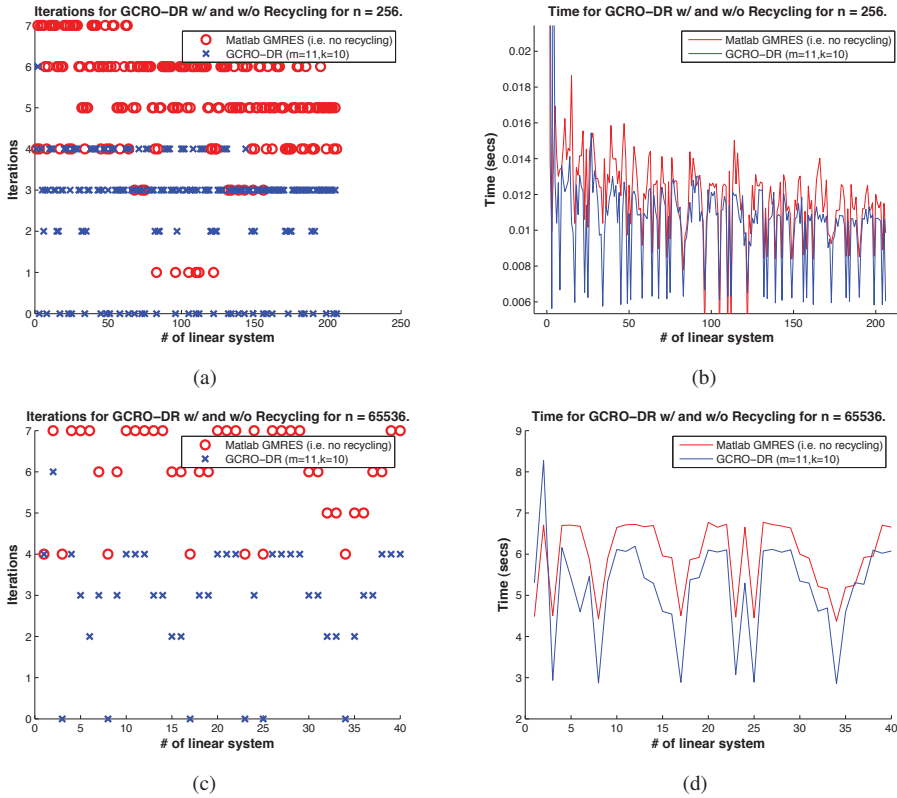 Iterations for GCRO−DR w/ and w/o Recycling for n = 256.
7
6
5
4
3
2
1
0
Iterations
Matlab GMRES (i.e. no recycling)
GCRO−DR (m=11,k=10)
0
50
100
150
200
250
# of linear system
(a)
Time for GCRO−DR w/ and w/o Recycling for n = 256.
0.02
0.018
0.016
0.014
0.012
0.01
0.008
0.006
Time (secs)
Matlab GMRES (i.e. no recycling)
GCRO−DR (m=11,k=10)
0
50
100
150
200
# of linear system
(b)
Iterations for GCRO−DR w/ and w/o Recycling for n = 65536.
7
6
5
4
3
2
1
0
Iterations
Matlab GMRES (i.e. no recycling)
GCRO−DR (m=11,k=10)
0
5
10
15
20
25
30
35
40
# of linear system
(c)
Time for GCRO−DR w/ and w/o Recycling for n = 65536.
9
8
7
6
5
4
3
2
Time (secs)
Matlab GMRES (i.e. no recycling)
GCRO−DR (m=11,k=10)
0
5
10
15
20
25
30
35
40
# of linear system
(d)